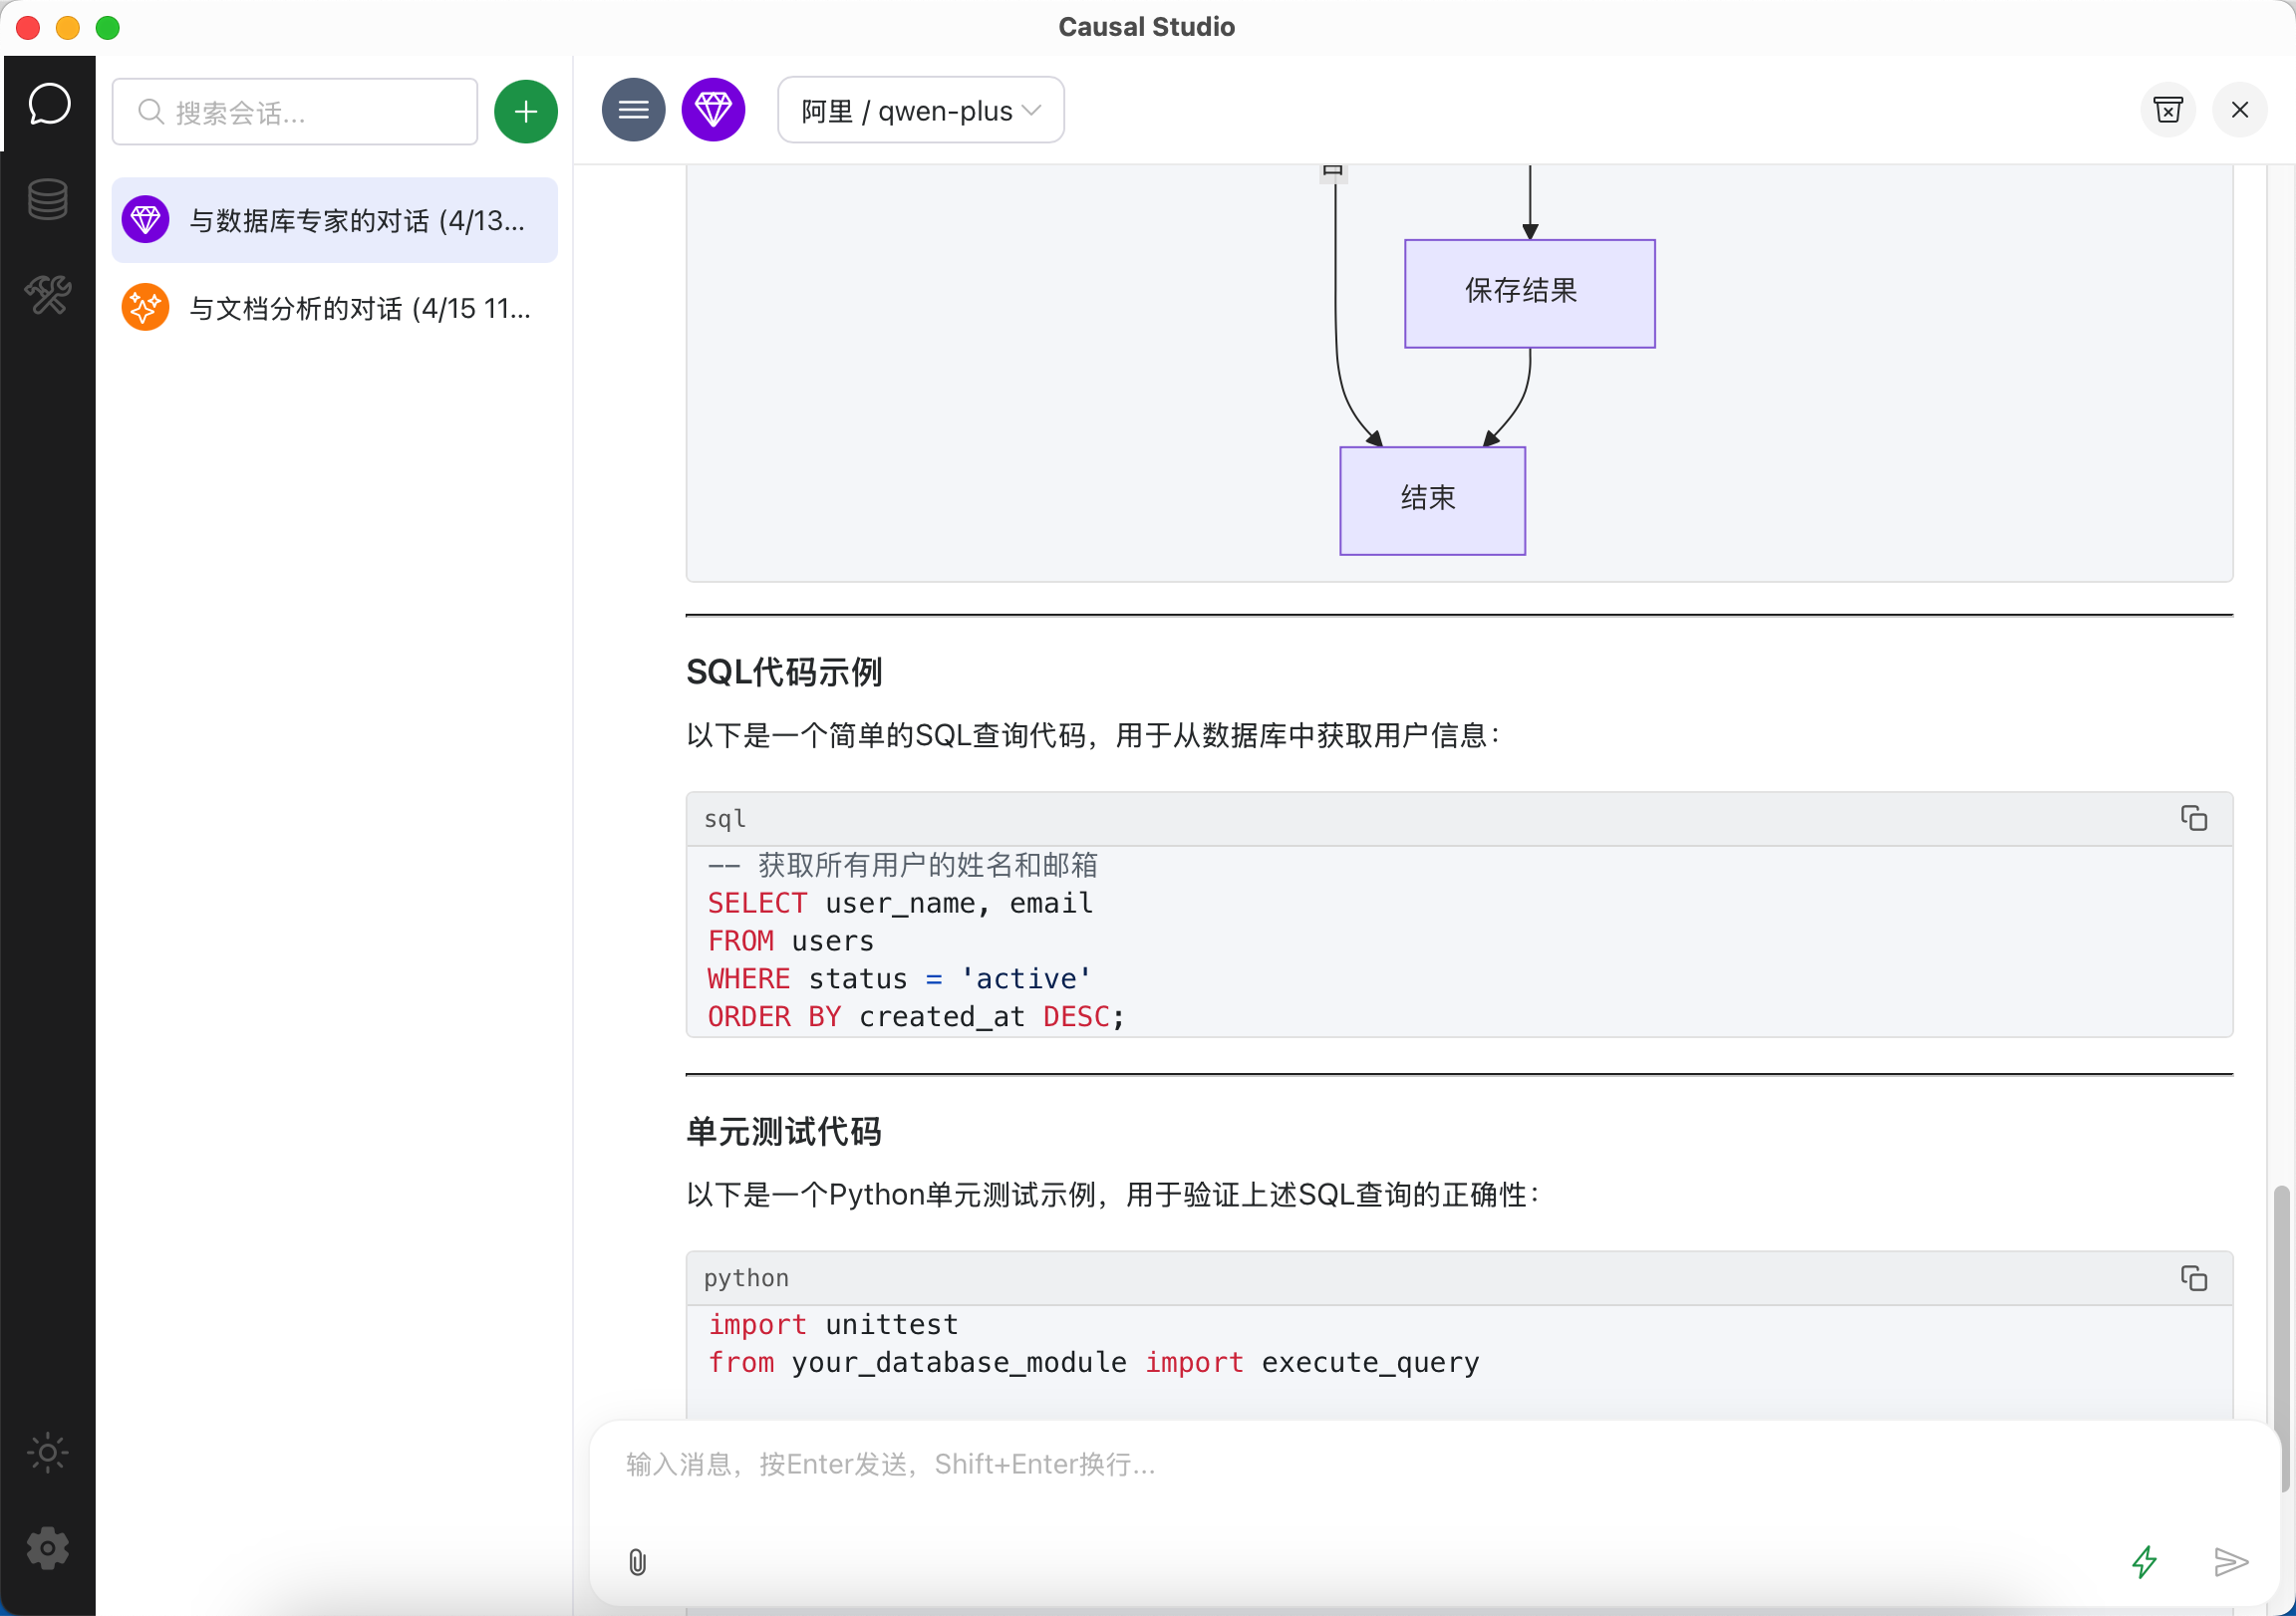 Causal Studio
搜索会话...
阿里 / qwen-plus
与数据库专家的对话 (4/13...
与文档分析的对话 (4/15 11...
保存结果
结束
SQL代码示例
以下是一个简单的SQL查询代码，用于从数据库中获取用户信息：
sql
-- 获取所有用户的姓名和邮箱
SELECT user_name, email
FROM users
WHERE status = 'active'
ORDER BY created_at DESC;
单元测试代码
以下是一个Python单元测试示例，用于验证上述SQL查询的正确性：
python
import unittest
from your_database_module import execute_query
输入消息，按Enter发送，Shift+Enter换行...